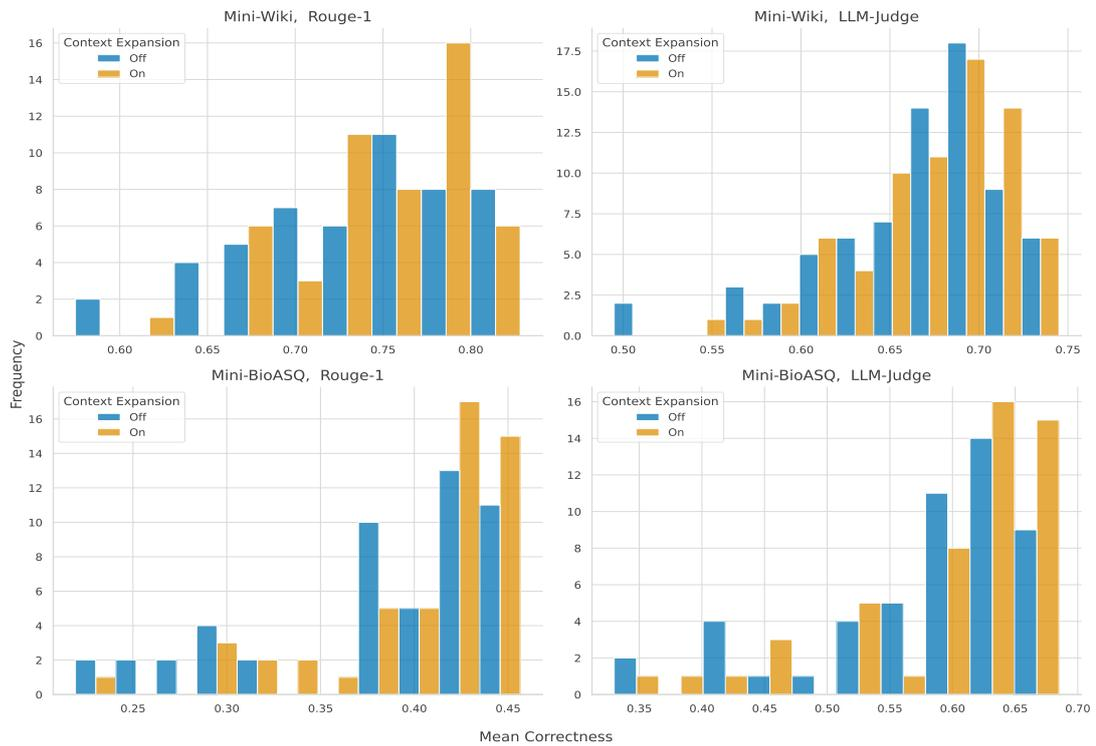 Mini-Wiki, Rouge-1
Context Expansion
Off
On
16
14
12
10
8
6
4
2
0
0.60 0.65 0.70 0.75 0.80
Mini-Wiki, LLM-Judge
Context Expansion
Off
On
17.5
15.0
12.5
10.0
7.5
5.0
2.5
0.0
0.50 0.55 0.60 0.65 0.70 0.75
Frequency
Mini-BioASQ, Rouge-1
Context Expansion
Off
On
16
14
12
10
8
6
4
2
0
0.25 0.30 0.35 0.40 0.45
Mini-BioASQ, LLM-Judge
Context Expansion
Off
On
16
14
12
10
8
6
4
2
0
0.35 0.40 0.45 0.50 0.55 0.60 0.65 0.70
Mean Correctness